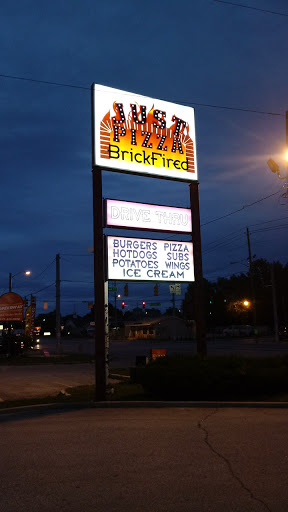 JUST
PIZZA
BrickFired
DRIVE THRU
BURGERS PIZZA
HOTDOGS SUBS
POTATOES WINGS
ICE CREAM